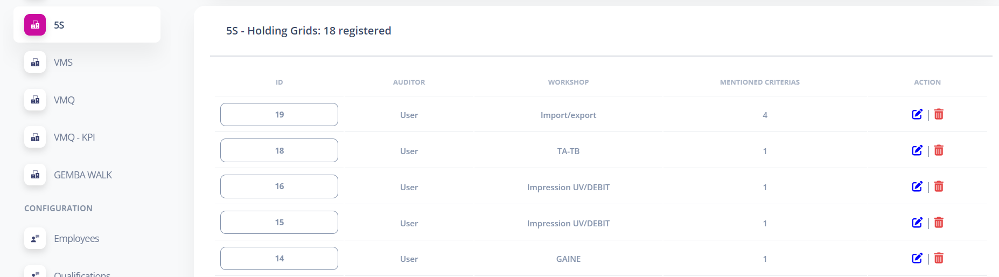 5S
VMS
VMQ
VMQ - KPI
GEMBA WALK
CONFIGURATION
Employees
Qualifications
5S - Holding Grids: 18 registered
ID AUDITOR WORKSHOP MENTIONED CRITERIAS ACTION
19 User Import/export 4 |
18 User TA-TB 1 |
16 User Impression UV/DEBIT 1 |
15 User Impression UV/DEBIT 1 |
14 User GAINE 1 |